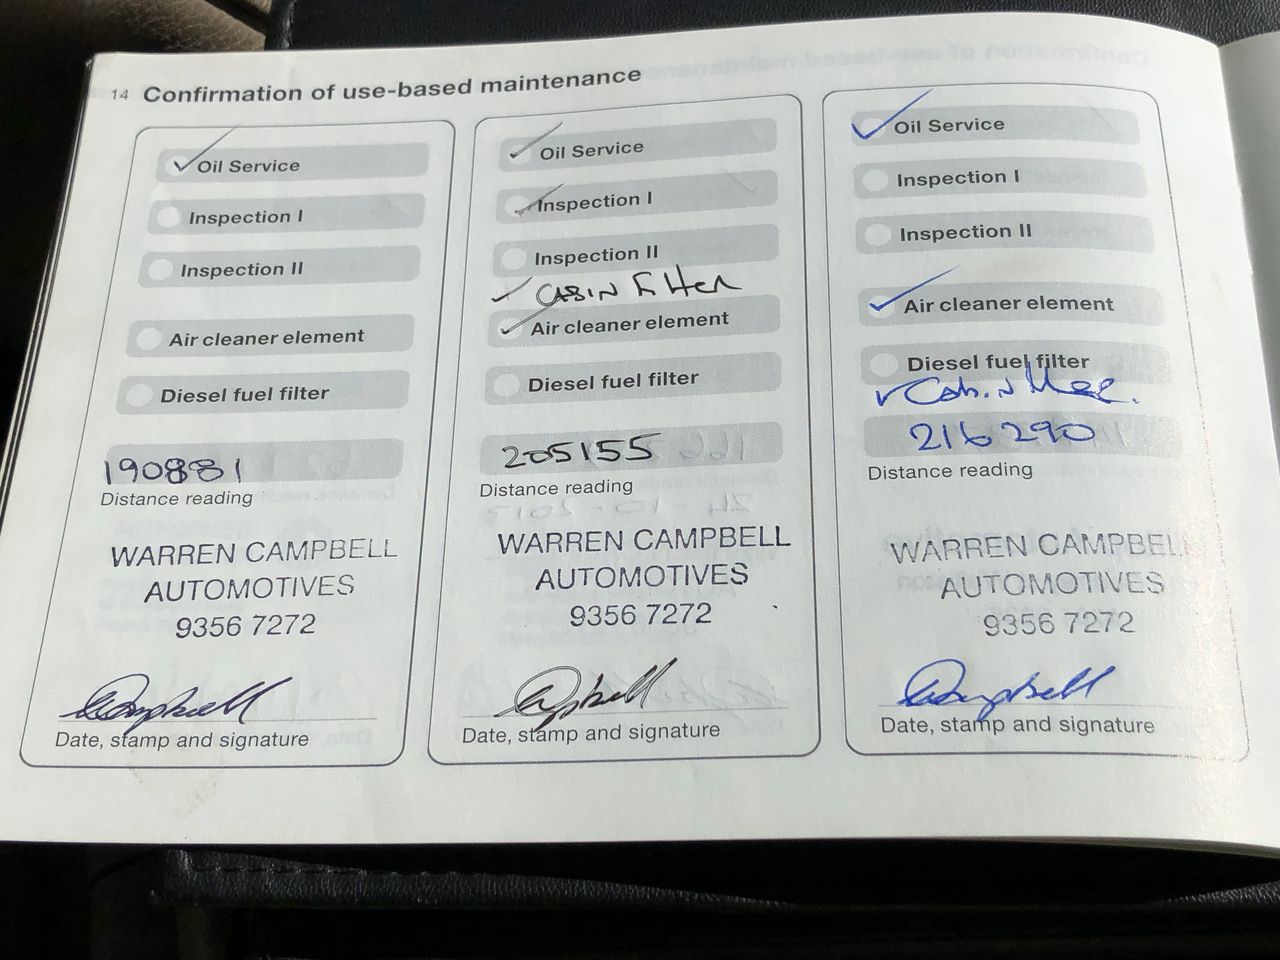 14 Confirmation of use-based maintenance
Oil Service
Inspection I
Inspection II
Air cleaner element
Diesel fuel filter
190881
Distance reading
WARREN CAMPBELL
AUTOMOTIVES
9356 7272
Campbell
Date, stamp and signature
Oil Service
Inspection I
Inspection II
CABIN Filter
Air cleaner element
Diesel fuel filter
205155
Distance reading
WARREN CAMPBELL
AUTOMOTIVES
9356 7272
Campbell
Date, stamp and signature
Oil Service
Inspection I
Inspection II
Air cleaner element
Diesel fuel filter
Cabin
216290
Distance reading
WARREN CAMPBELL
AUTOMOTIVES
9356 7272
Campbell
Date, stamp and signature